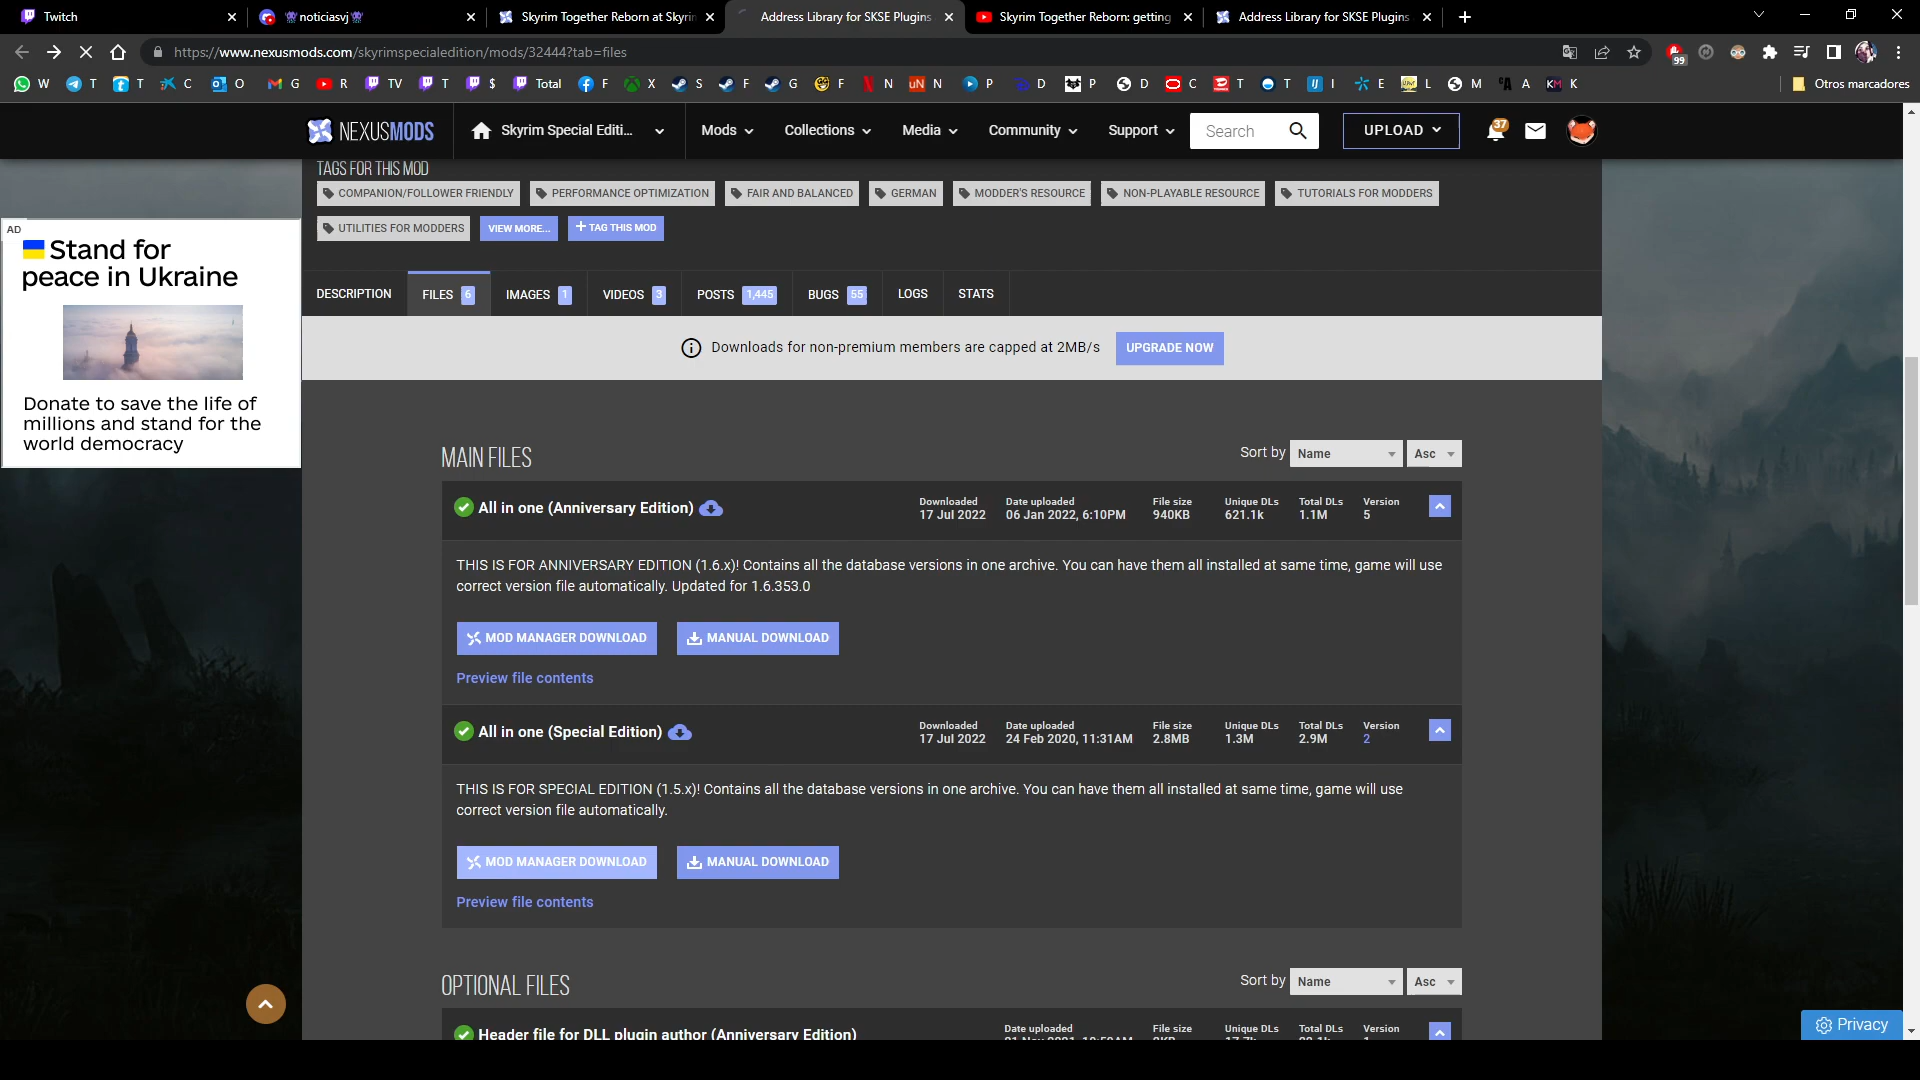 Twitch
noticiasvj
Skyrim Together Reborn at Skyrin
Address Library for SKSE Plugins
Skyrim Together Reborn: getting
Address Library for SKSE Plugins
https://www.nexusmods.com/skyrimspecialedition/mods/32444?tab=files
99
W T T C O G R TV T $ Total F X S F G F N N P D P D C T T I E L M A K
Otros marcadores
NEXUSMODS
Skyrim Special Editi...
Mods
Collections
Media
Community
Support
Search
UPLOAD
37
TAGS FOR THIS MOD
COMPANION/FOLLOWER FRIENDLY
PERFORMANCE OPTIMIZATION
FAIR AND BALANCED
GERMAN
MODDER'S RESOURCE
NON-PLAYABLE RESOURCE
TUTORIALS FOR MODDERS
UTILITIES FOR MODDERS
VIEW MORE...
TAG THIS MOD
AD
Stand for
peace in Ukraine
Donate to save the life of
millions and stand for the
world democracy
DESCRIPTION
FILES 6
IMAGES 1
VIDEOS 3
POSTS 1,445
BUGS 55
LOGS
STATS
Downloads for non-premium members are capped at 2MB/s
UPGRADE NOW
MAIN FILES
Sort by Name Asc
All in one (Anniversary Edition)
Downloaded Date uploaded File size Unique DLs Total DLs Version
17 Jul 2022 06 Jan 2022, 6:10PM 940KB 621.1k 1.1M 5
THIS IS FOR ANNIVERSARY EDITION (1.6.x)! Contains all the database versions in one archive. You can have them all installed at same time, game will use
correct version file automatically. Updated for 1.6.353.0
MOD MANAGER DOWNLOAD
MANUAL DOWNLOAD
Preview file contents
All in one (Special Edition)
Downloaded Date uploaded File size Unique DLs Total DLs Version
17 Jul 2022 24 Feb 2020, 11:31AM 2.8MB 1.3M 2.9M 2
THIS IS FOR SPECIAL EDITION (1.5.x)! Contains all the database versions in one archive. You can have them all installed at same time, game will use
correct version file automatically.
MOD MANAGER DOWNLOAD
MANUAL DOWNLOAD
Preview file contents
OPTIONAL FILES
Sort by Name Asc
Header file for DLL plugin author (Anniversary Edition)
Date uploaded File size Unique DLs Total DLs Version
Privacy